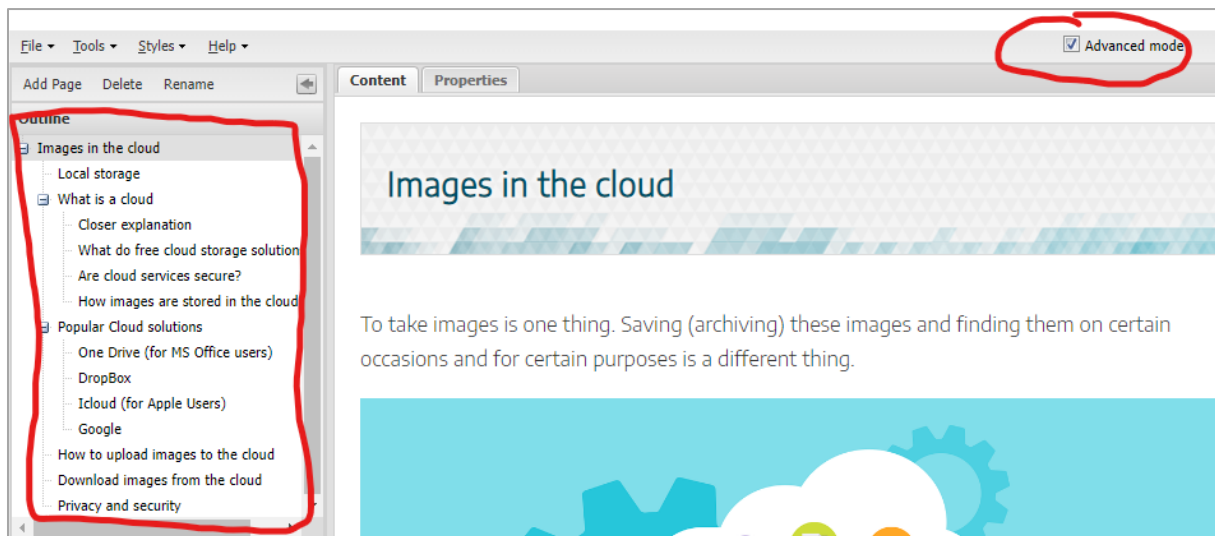 File Tools Styles Help
Advanced mode
Add Page Delete Rename
Content Properties
Outline
Images in the cloud
Local storage
What is a cloud
Closer explanation
What do free cloud storage solution
Are cloud services secure?
How images are stored in the cloud
Popular Cloud solutions
One Drive (for MS Office users)
DropBox
Icloud (for Apple Users)
Google
How to upload images to the cloud
Download images from the cloud
Privacy and security
Images in the cloud
To take images is one thing. Saving (archiving) these images and finding them on certain
occasions and for certain purposes is a different thing.